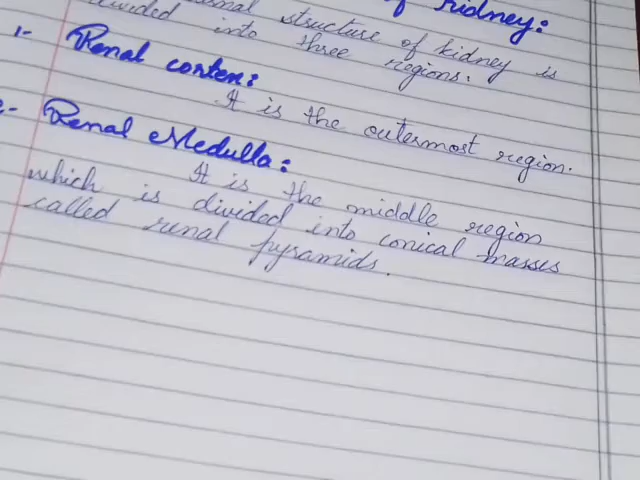 of Kidney:
structure of kidney is
divided into three regions.
1- Renal contex:
It is the outermost region.
2- Renal Medulla:
It is the middle region
which is divided into conical masses
called renal pyramids.